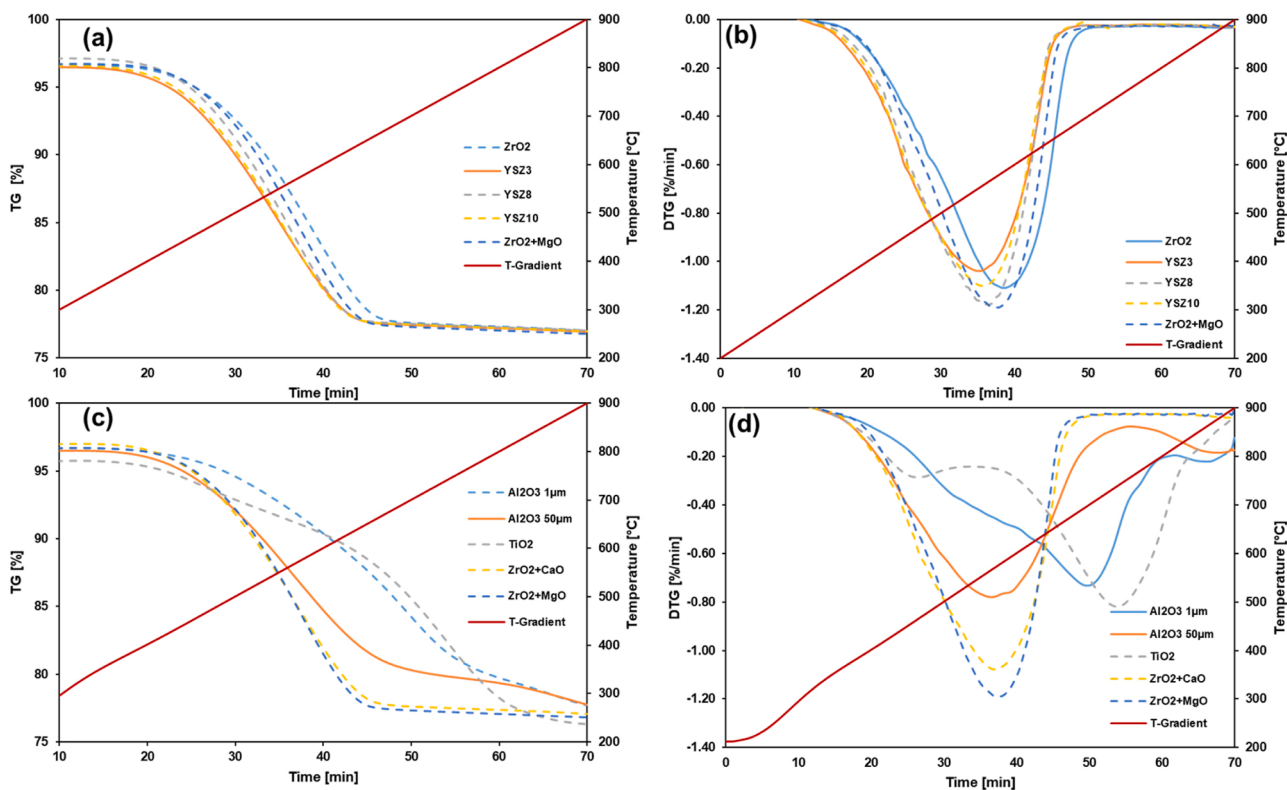 (a)
100
95
90
85
80
75
TG [%]
900
800
700
600
500
400
300
200
Temperature [°C]
ZrO2
YSZ3
YSZ8
YSZ10
ZrO2+MgO
T-Gradient
10 20 30 40 50 60 70
Time [min]
(b)
0.00
-0.20
-0.40
-0.60
-0.80
-1.00
-1.20
-1.40
DTG [%/min]
900
800
700
600
500
400
300
200
Temperature [°C]
ZrO2
YSZ3
YSZ8
YSZ10
ZrO2+MgO
T-Gradient
0 10 20 30 40 50 60 70
Time [min]
(c)
100
95
90
85
80
75
TG [%]
900
800
700
600
500
400
300
200
Temperature [°C]
Al2O3 1µm
Al2O3 50µm
TiO2
ZrO2+CaO
ZrO2+MgO
T-Gradient
10 20 30 40 50 60 70
Time [min]
(d)
0.00
-0.20
-0.40
-0.60
-0.80
-1.00
-1.20
-1.40
DTG [%/min]
900
800
700
600
500
400
300
200
Temperature [°C]
Al2O3 1µm
Al2O3 50µm
TiO2
ZrO2+CaO
ZrO2+MgO
T-Gradient
0 10 20 30 40 50 60 70
Time [min]